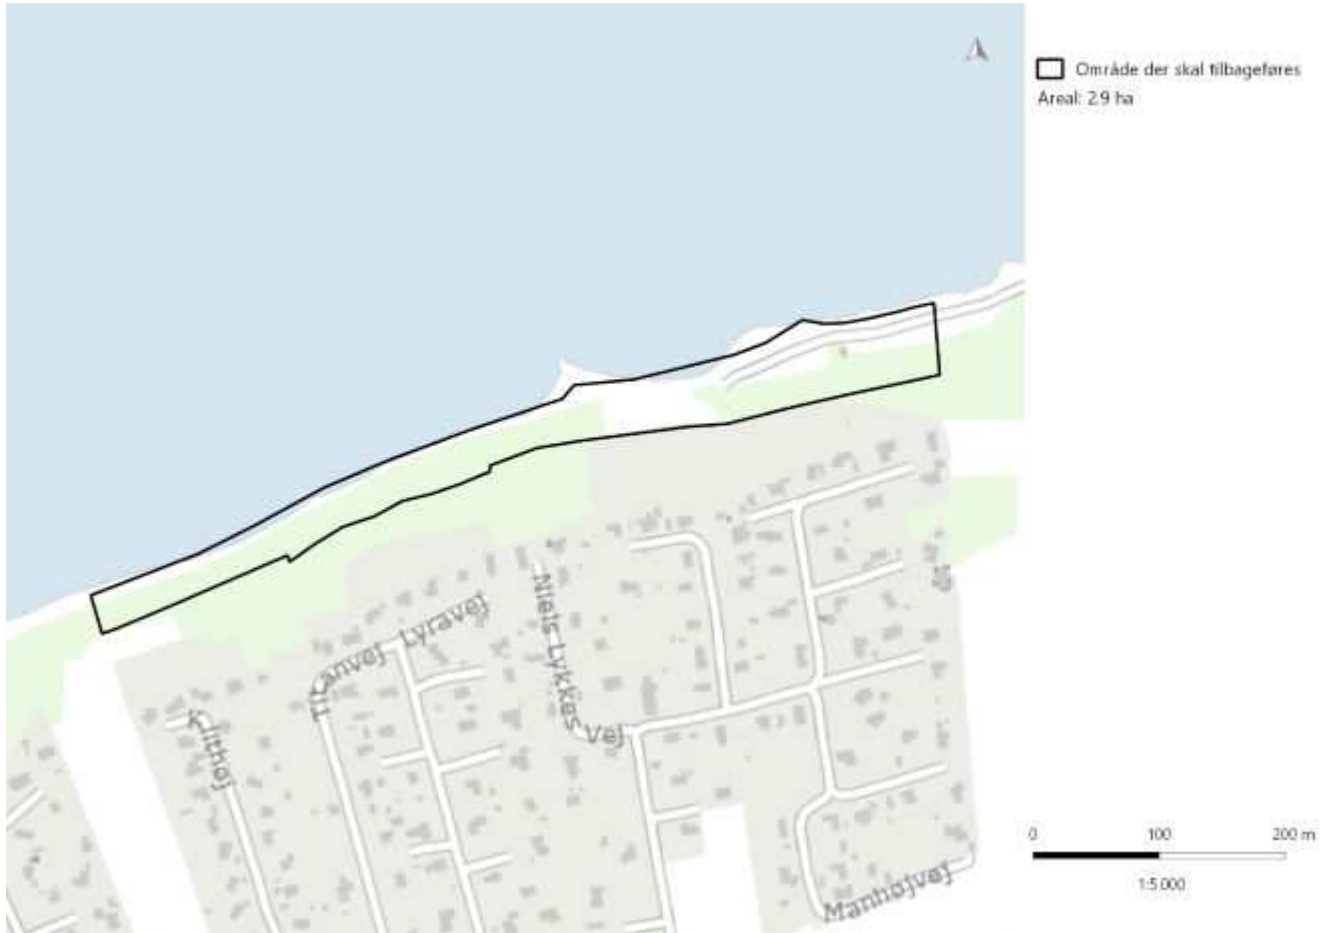 Område der skal tilbageføres
Areal: 2.9 ha
Lyravej
Titanvej
Niels Lykkes Vej
Klithøj
Manhøjvej
0 100 200 m
1:5 000